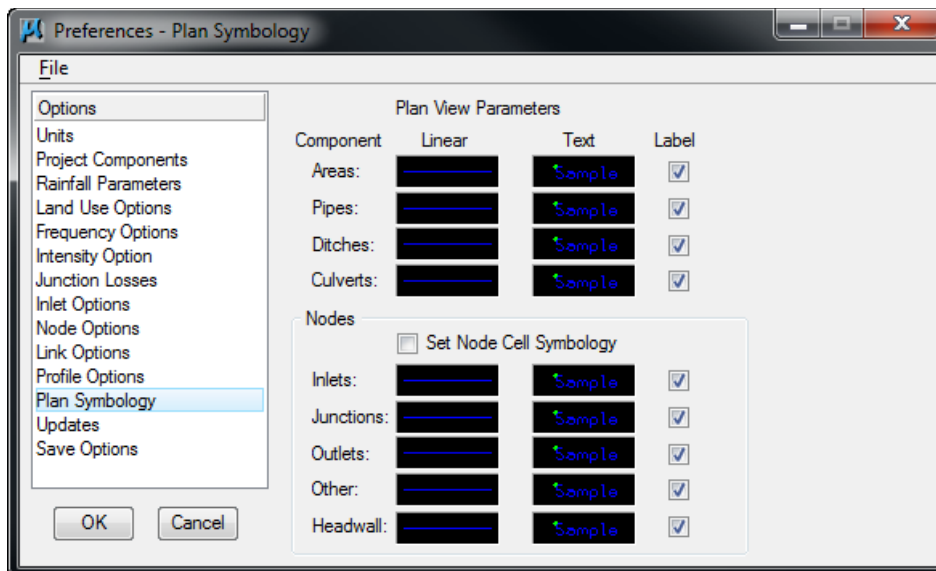 Preferences - Plan Symbology
File
Options
Units
Project Components
Rainfall Parameters
Land Use Options
Frequency Options
Intensity Option
Junction Losses
Inlet Options
Node Options
Link Options
Profile Options
Plan Symbology
Updates
Save Options
OK Cancel
Plan View Parameters
Component Linear Text Label
Areas: Sample
Pipes: Sample
Ditches: Sample
Culverts: Sample
Nodes
Set Node Cell Symbology
Inlets: Sample
Junctions: Sample
Outlets: Sample
Other: Sample
Headwall: Sample